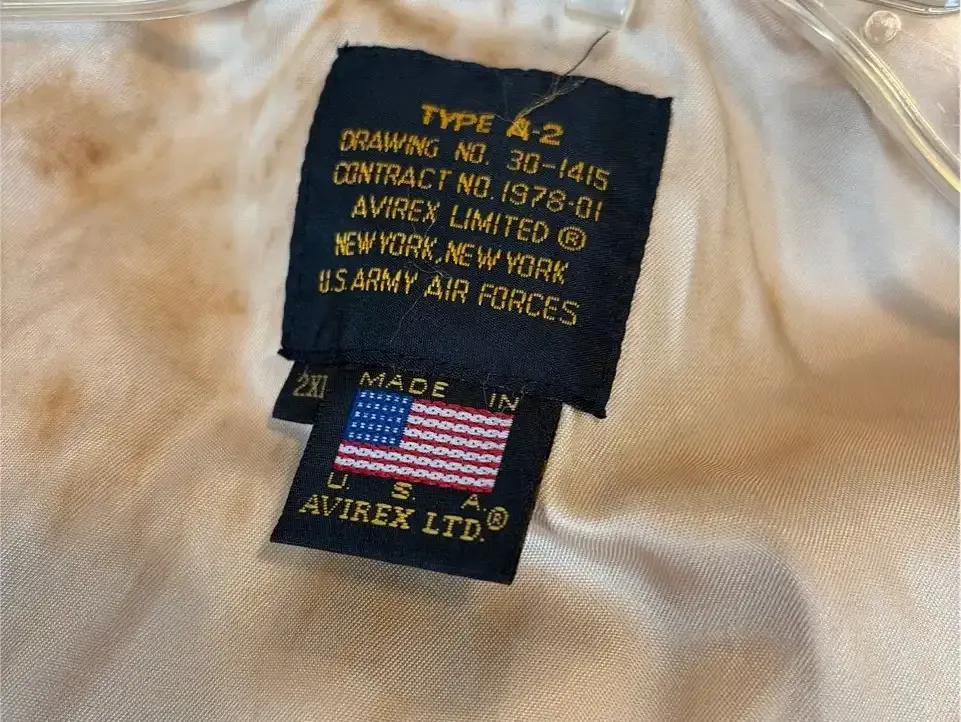 TYPE A-2
DRAWING NO. 30-1415
CONTRACT NO. 1978-01
AVIREX LIMITED ®
NEW YORK, NEW YORK
U.S. ARMY AIR FORCES
2Xl
MADE IN
U. S. A.
AVIREX LTD.®